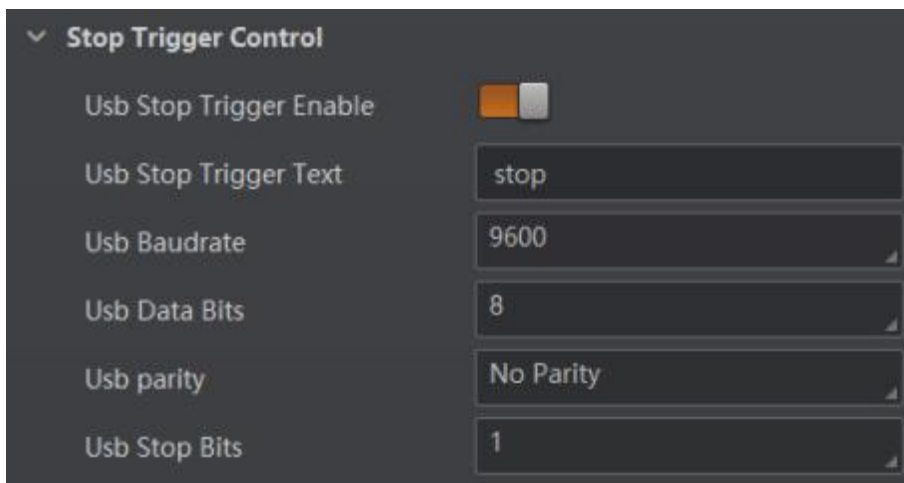 Stop Trigger Control
Usb Stop Trigger Enable
Usb Stop Trigger Text stop
Usb Baudrate 9600
Usb Data Bits 8
Usb parity No Parity
Usb Stop Bits 1